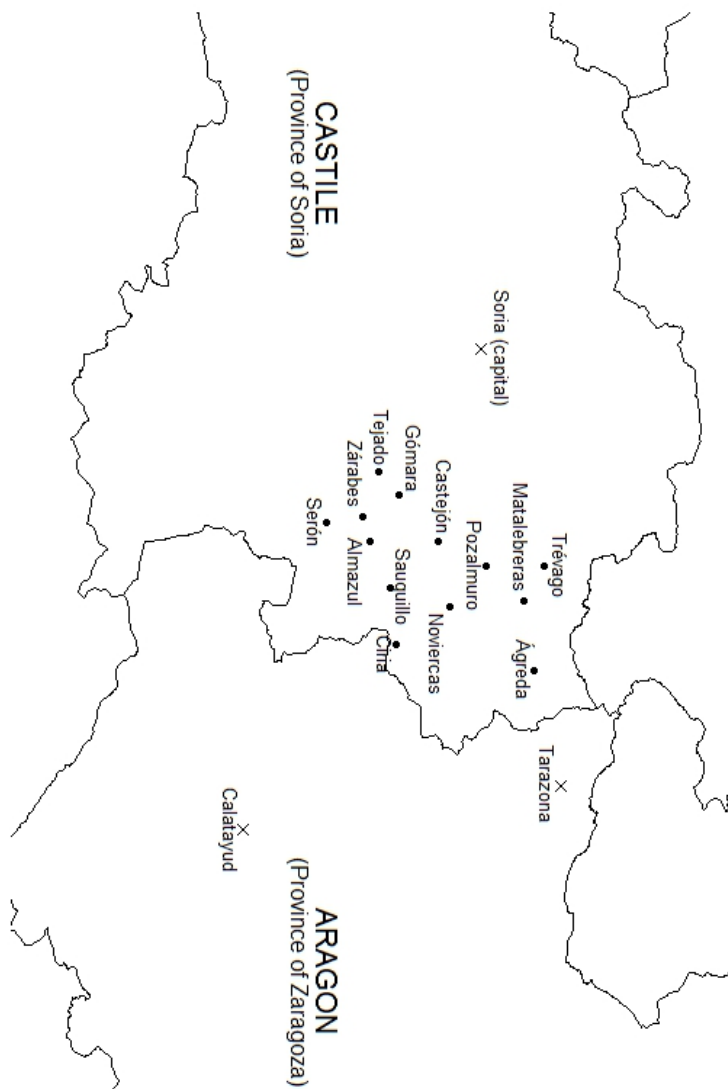 Trévago
Matalebreras
Ágreda
Tarazona
Soria (capital)
Pozalmuro
Castejón
Noviercas
Gómara
Sauquillo
Ciria
Tejado
Zárabes
Almazul
Serón
CASTILE
(Province of Soria)
ARAGON
(Province of Zaragoza)
Calatayud